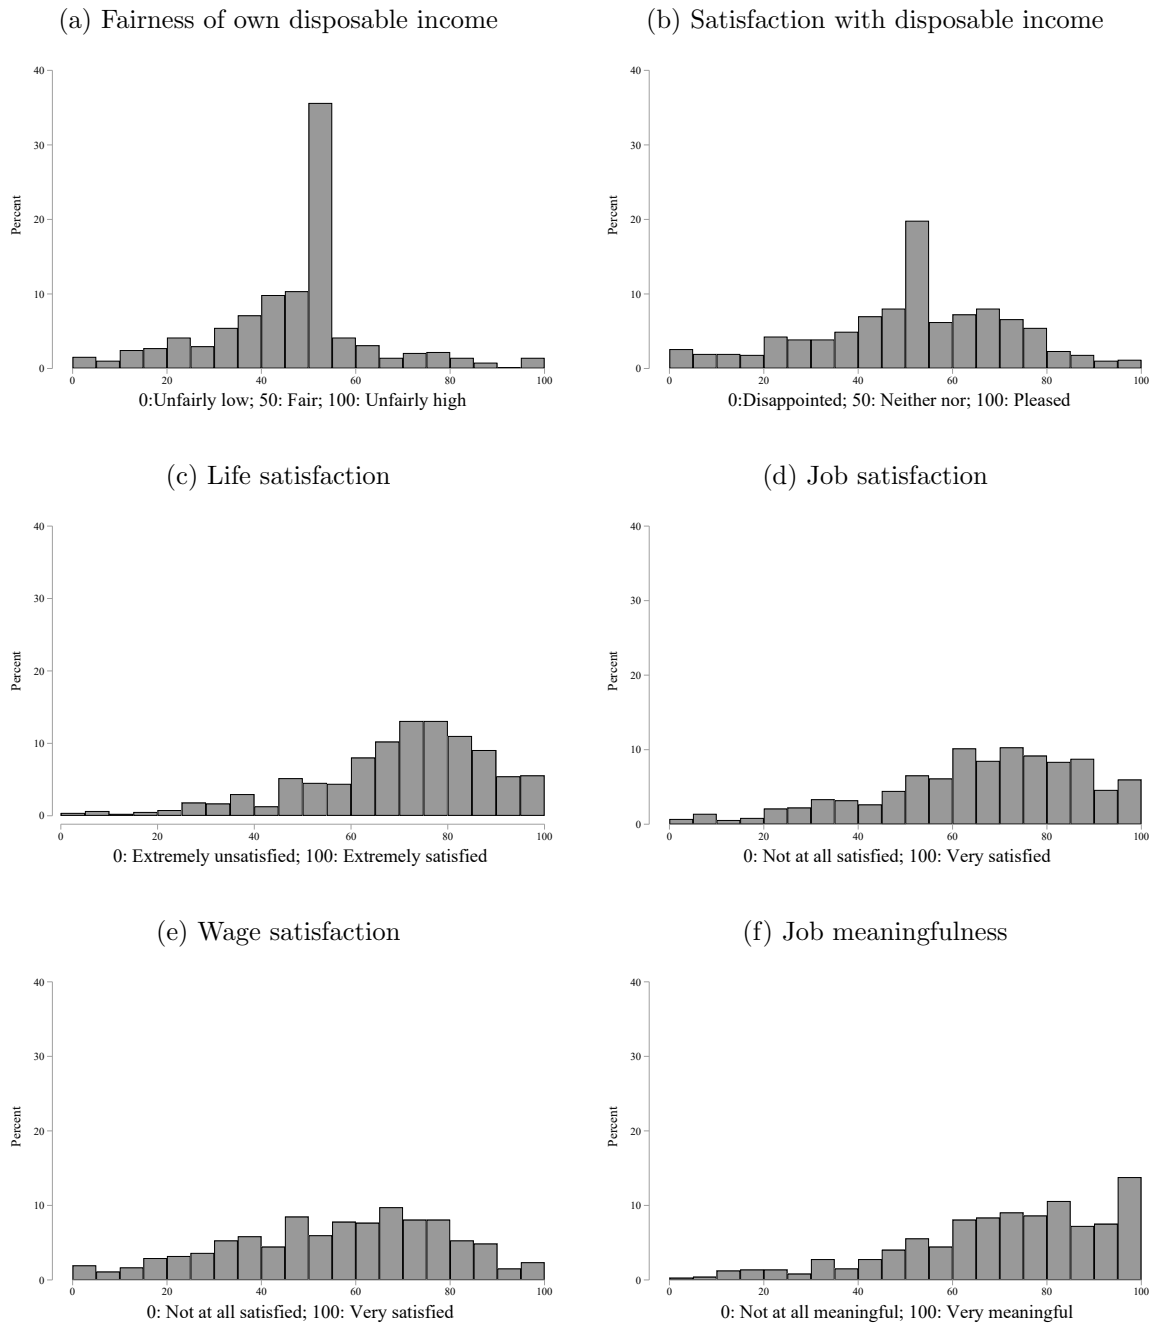 (a) Fairness of own disposable income
(b) Satisfaction with disposable income
40
30
20
10
0
Percent
0 20 40 60 80 100
0:Unfairly low; 50: Fair; 100: Unfairly high
40
30
20
10
0
Percent
0 20 40 60 80 100
0:Disappointed; 50: Neither nor; 100: Pleased
(c) Life satisfaction
(d) Job satisfaction
40
30
20
10
0
Percent
0 20 40 60 80 100
0: Extremely unsatisfied; 100: Extremely satisfied
40
30
20
10
0
Percent
0 20 40 60 80 100
0: Not at all satisfied; 100: Very satisfied
(e) Wage satisfaction
(f) Job meaningfulness
40
30
20
10
0
Percent
0 20 40 60 80 100
0: Not at all satisfied; 100: Very satisfied
40
30
20
10
0
Percent
0 20 40 60 80 100
0: Not at all meaningful; 100: Very meaningful